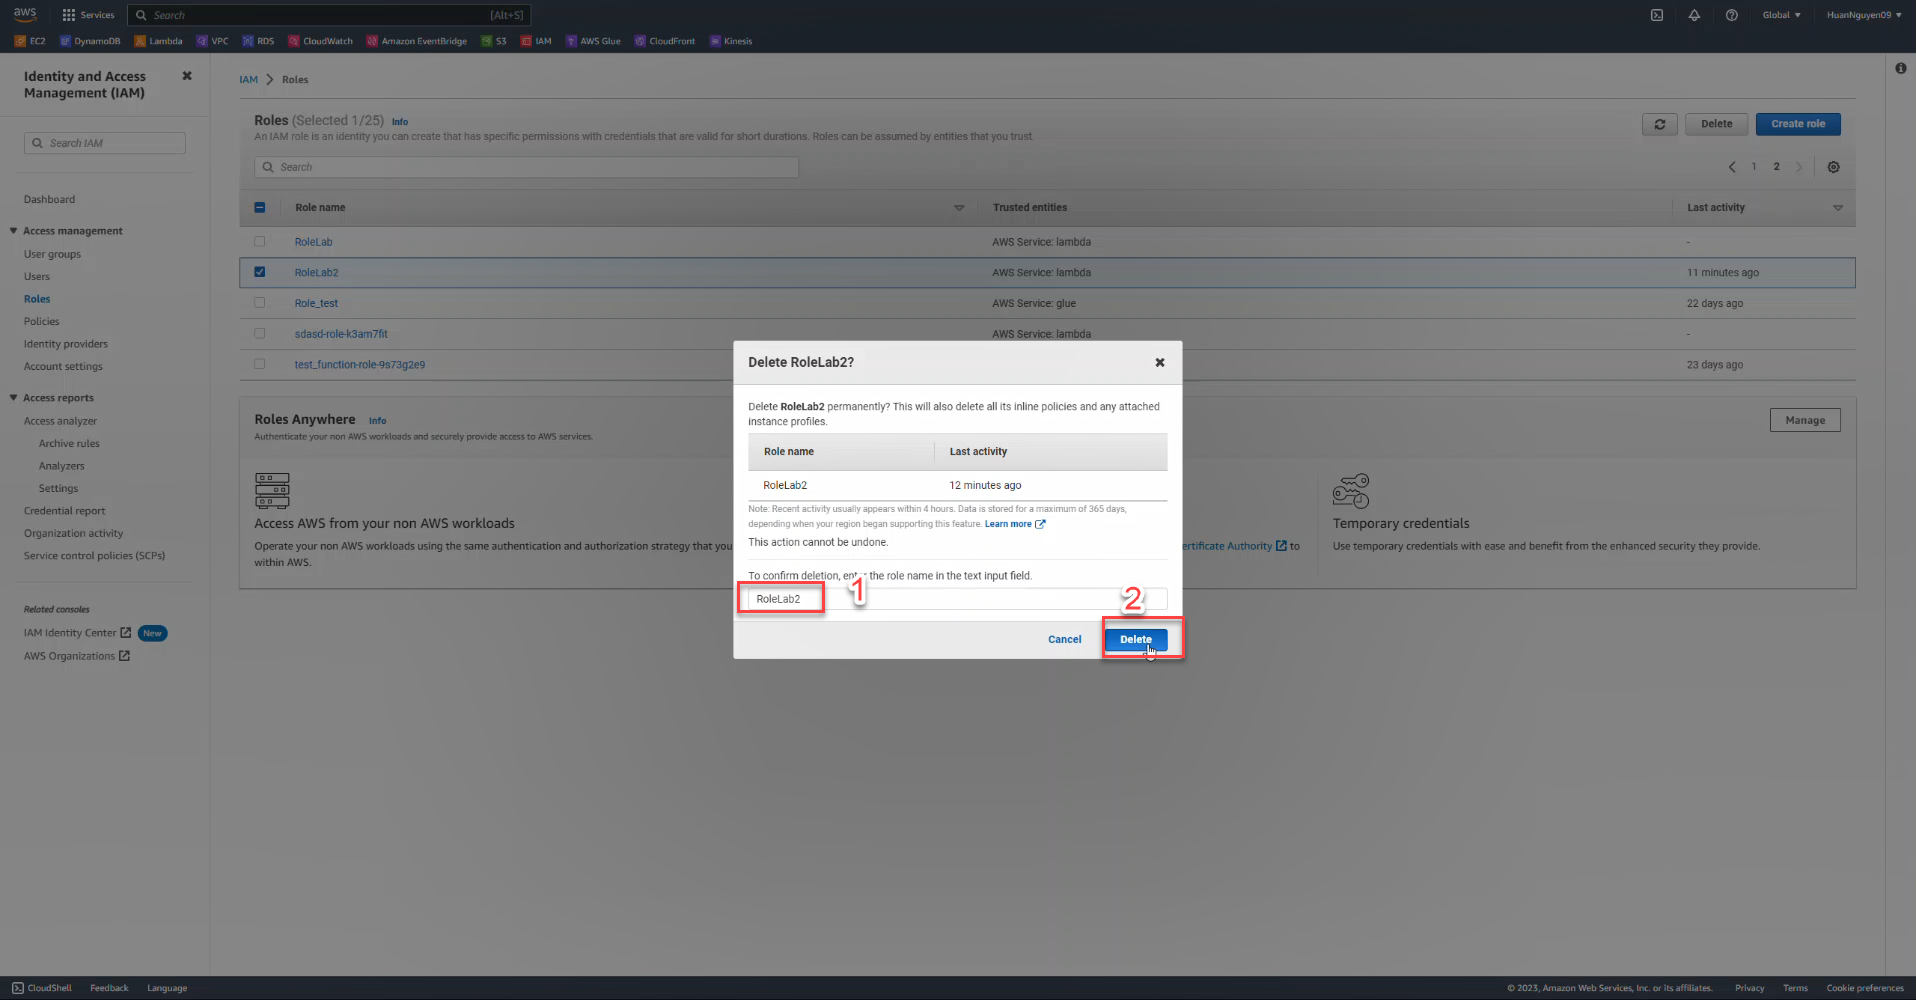 aws
Services
Search
[Alt+S]
Global
HuanNguyen09
EC2
DynamoDB
Lambda
VPC
RDS
CloudWatch
Amazon EventBridge
S3
IAM
AWS Glue
CloudFront
Kinesis
Identity and Access
Management (IAM)
Search IAM
Dashboard
Access management
User groups
Users
Roles
Policies
Identity providers
Account settings
Access reports
Access analyzer
Archive rules
Analyzers
Settings
Credential report
Organization activity
Service control policies (SCPs)
Related consoles
IAM Identity Center New
AWS Organizations
IAM > Roles
Roles (Selected 1/25) Info
An IAM role is an identity you can create that has specific permissions with credentials that are valid for short durations. Roles can be assumed by entities that you trust.
Delete
Create role
Search
1 2
Role name Trusted entities Last activity
RoleLab AWS Service: lambda -
RoleLab2 AWS Service: lambda 11 minutes ago
Role_test AWS Service: glue 22 days ago
sdasd-role-k3am7fit AWS Service: lambda -
test_function-role-9s73g2e9 23 days ago
Roles Anywhere Info
Authenticate your non AWS workloads and securely provide access to AWS services.
Manage
Access AWS from your non AWS workloads
Operate your non AWS workloads using the same authentication and authorization strategy that you
within AWS.
ertificate Authority to
Temporary credentials
Use temporary credentials with ease and benefit from the enhanced security they provide.
Delete RoleLab2?
Delete RoleLab2 permanently? This will also delete all its inline policies and any attached
instance profiles.
Role name Last activity
RoleLab2 12 minutes ago
Note: Recent activity usually appears within 4 hours. Data is stored for a maximum of 365 days,
depending when your region began supporting this feature. Learn more
This action cannot be undone.
To confirm deletion, enter the role name in the text input field.
RoleLab2
1
2
Cancel
Delete
CloudShell
Feedback
Language
© 2023, Amazon Web Services, Inc. or its affiliates.
Privacy
Terms
Cookie preferences